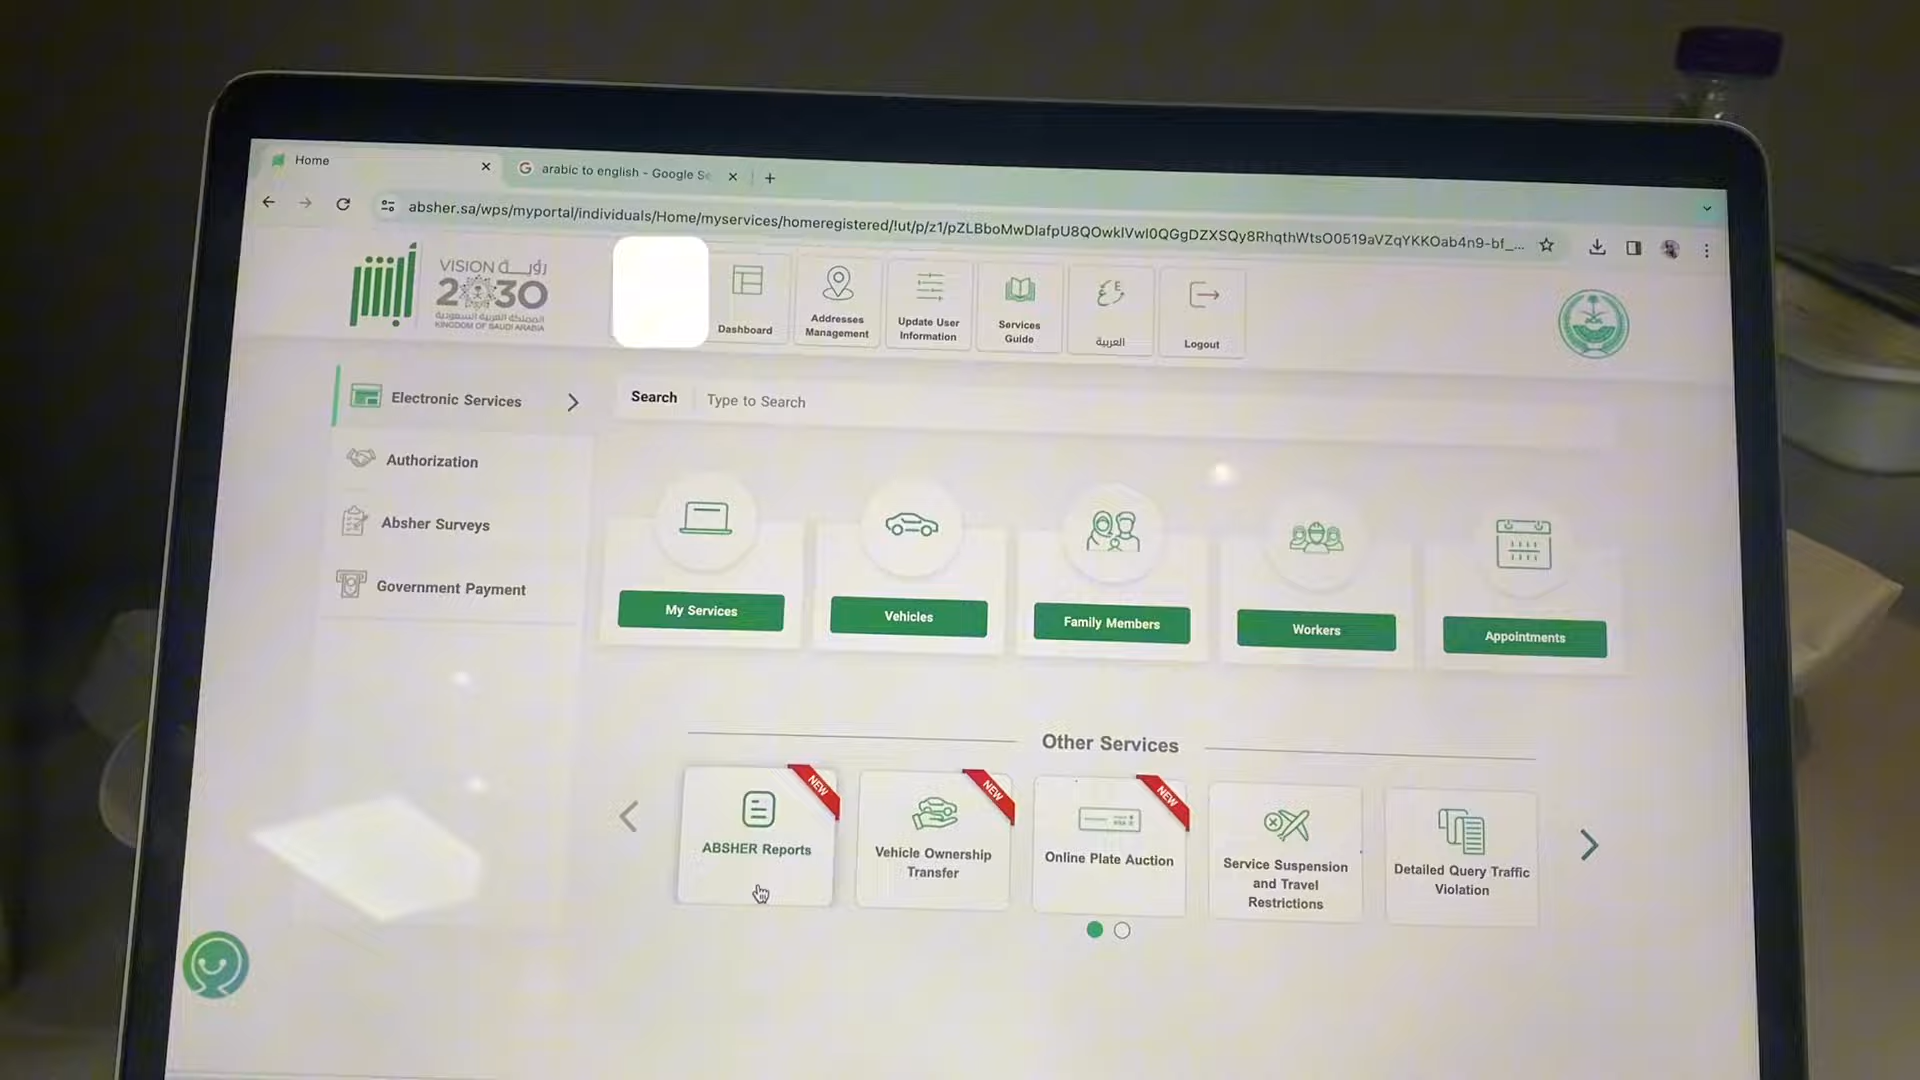 Home
arabic to english - Google Se
absher.sa/wps/myportal/individuals/Home/myservices/homeregistered/!ut/p/z1/pZLBboMwDIafpU8QOwkIVwI0QGgDZXSQy8RhqthWtsO0519aVZqYKKOab4n9-bf_...
أبشر
VISION رؤيــة
2030
المملكة العربية السعودية
KINGDOM OF SAUDI ARABIA
Dashboard
Addresses
Management
Update User
Information
Services
Guide
E ع
العربية
Logout
Electronic Services
Authorization
Absher Surveys
Government Payment
Search
Type to Search
My Services
Vehicles
Family Members
Workers
Appointments
Other Services
NEW
ABSHER Reports
NEW
Vehicle Ownership
Transfer
NEW
Online Plate Auction
Service Suspension
and Travel
Restrictions
Detailed Query Traffic
Violation